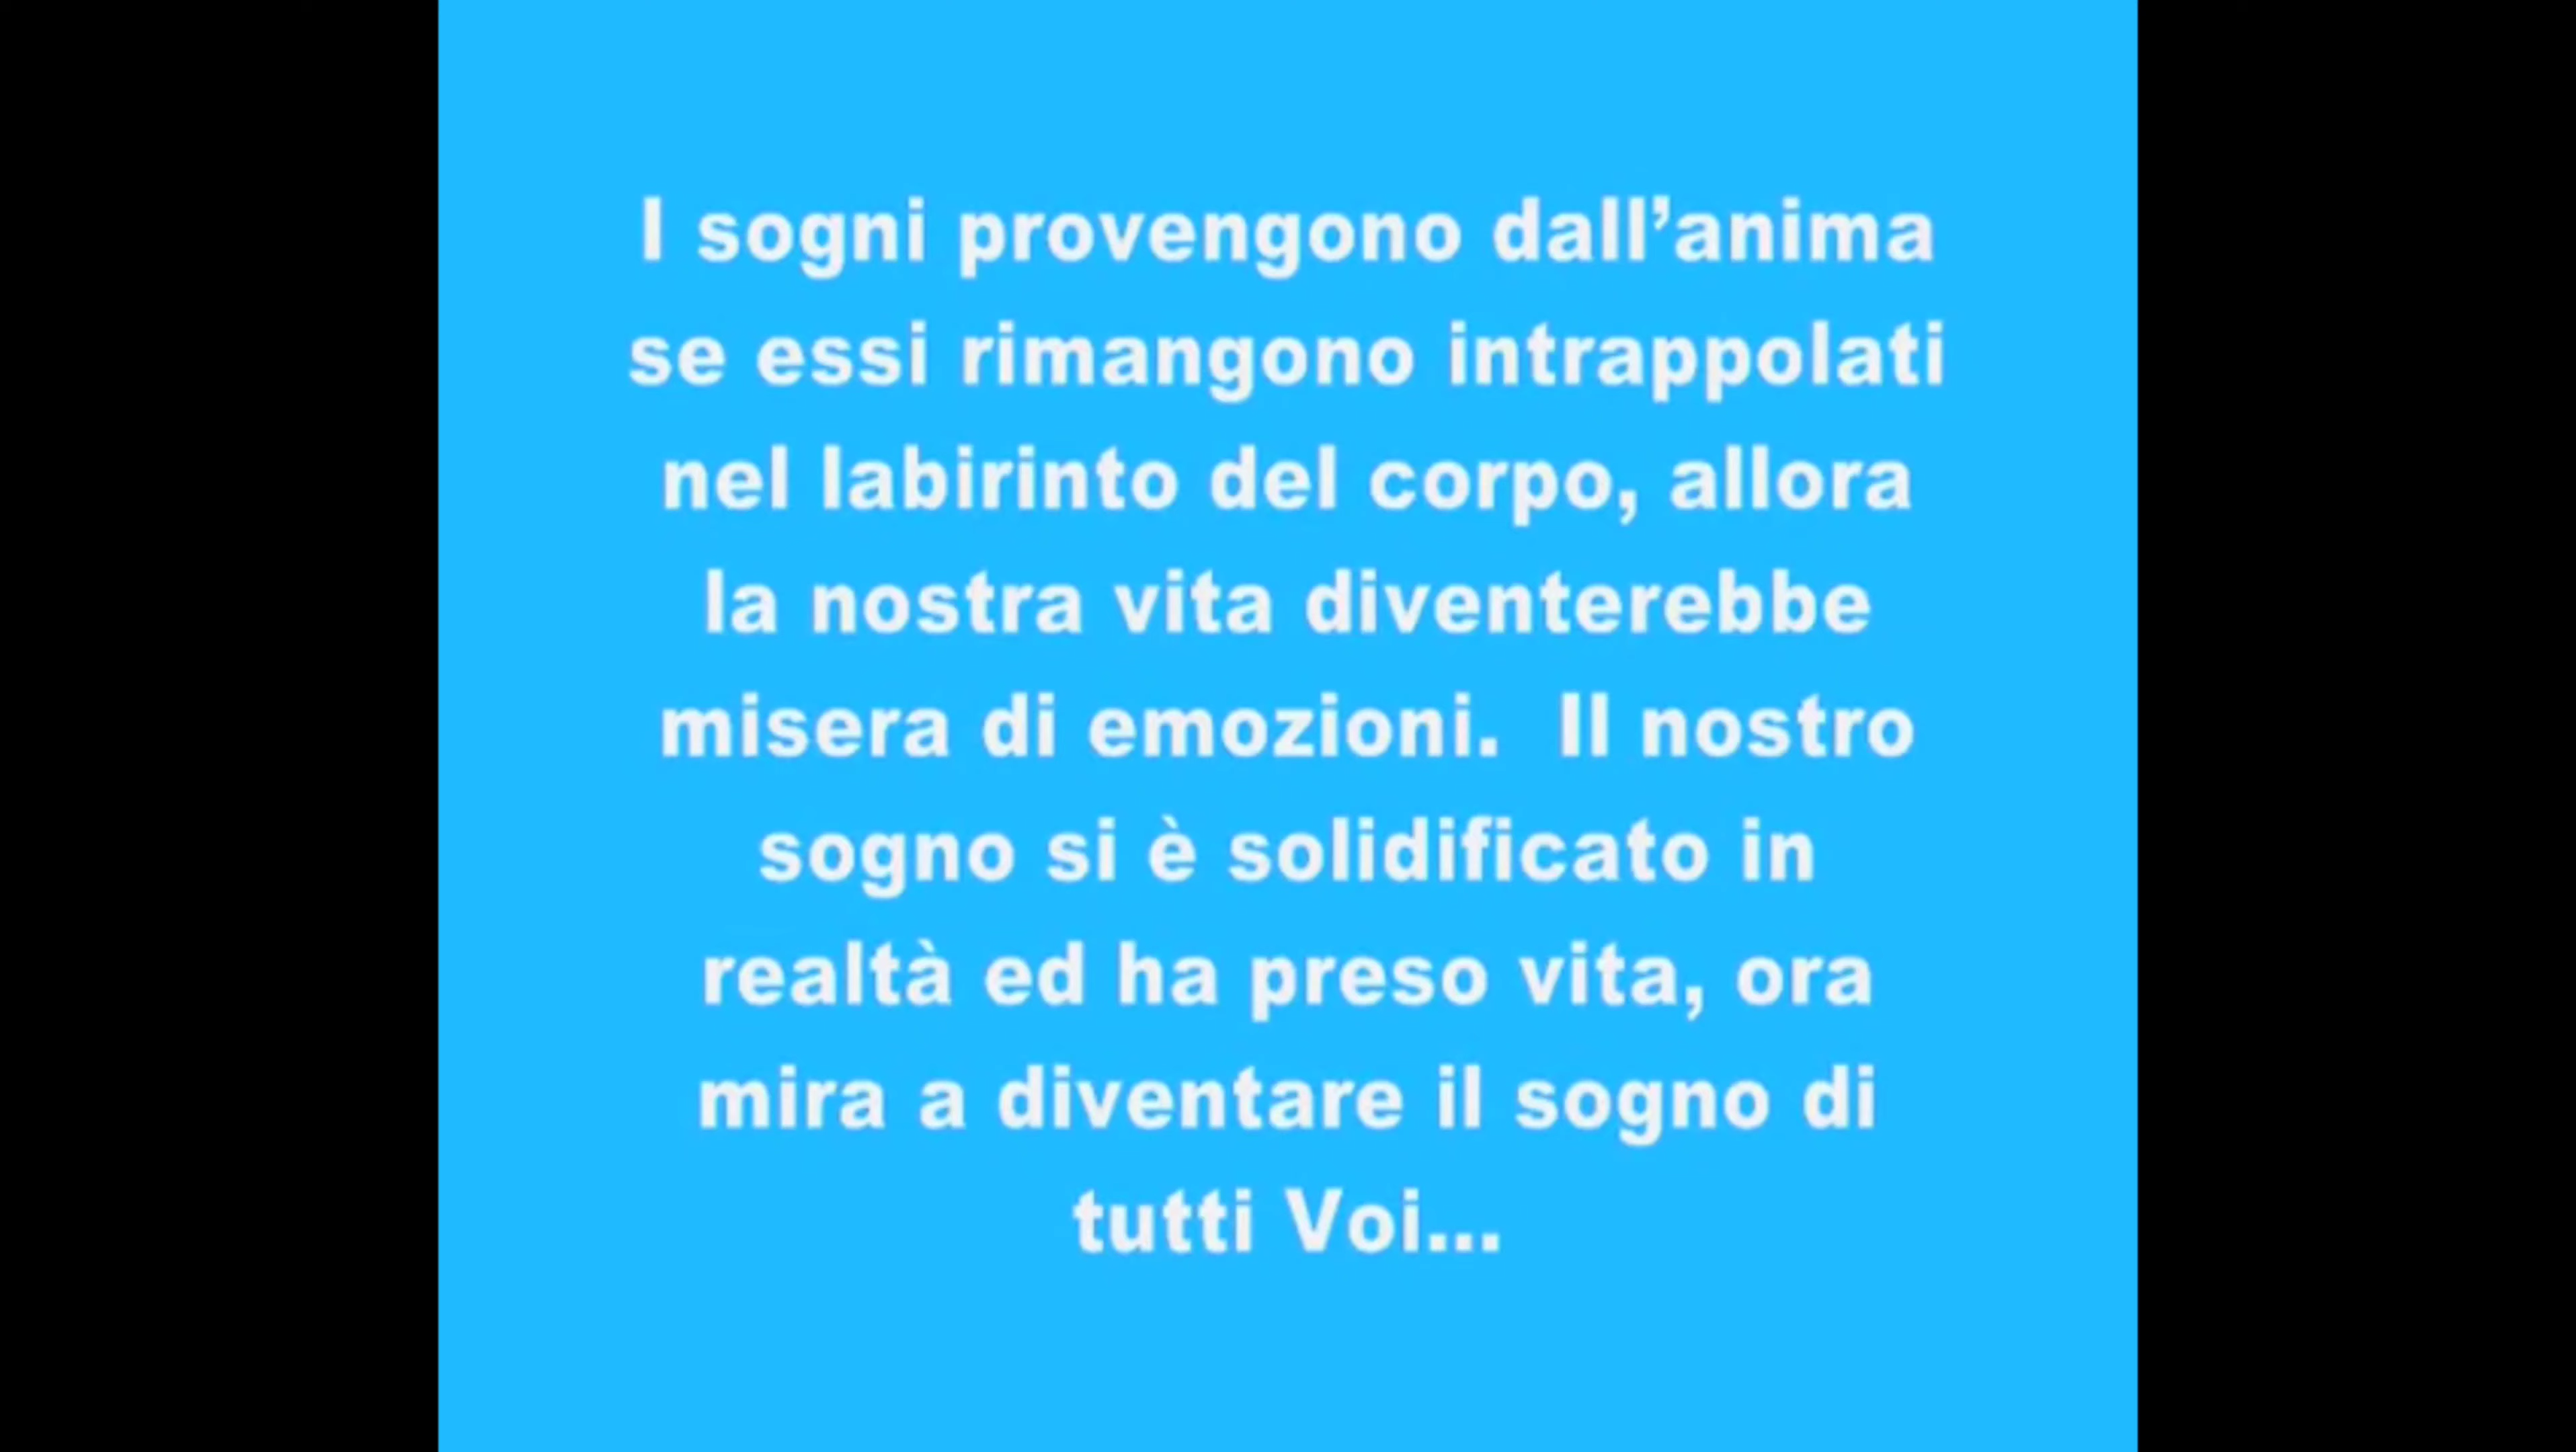 I sogni provengono dall’anima
se essi rimangono intrappolati
nel labirinto del corpo, allora
la nostra vita diventerebbe
misera di emozioni.  Il nostro
sogno si è solidificato in
realtà ed ha preso vita, ora
mira a diventare il sogno di
tutti Voi...